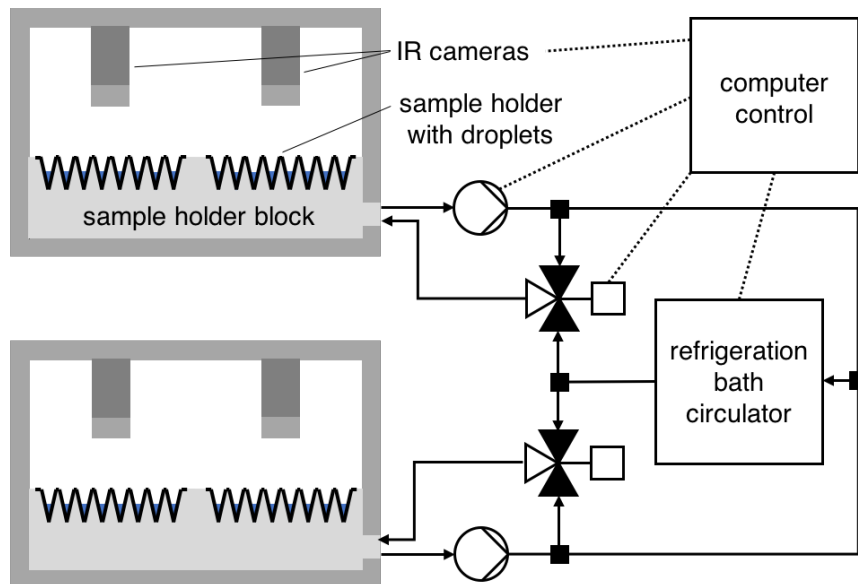 IR cameras
sample holder
with droplets
sample holder block
computer
control
refrigeration
bath
circulator